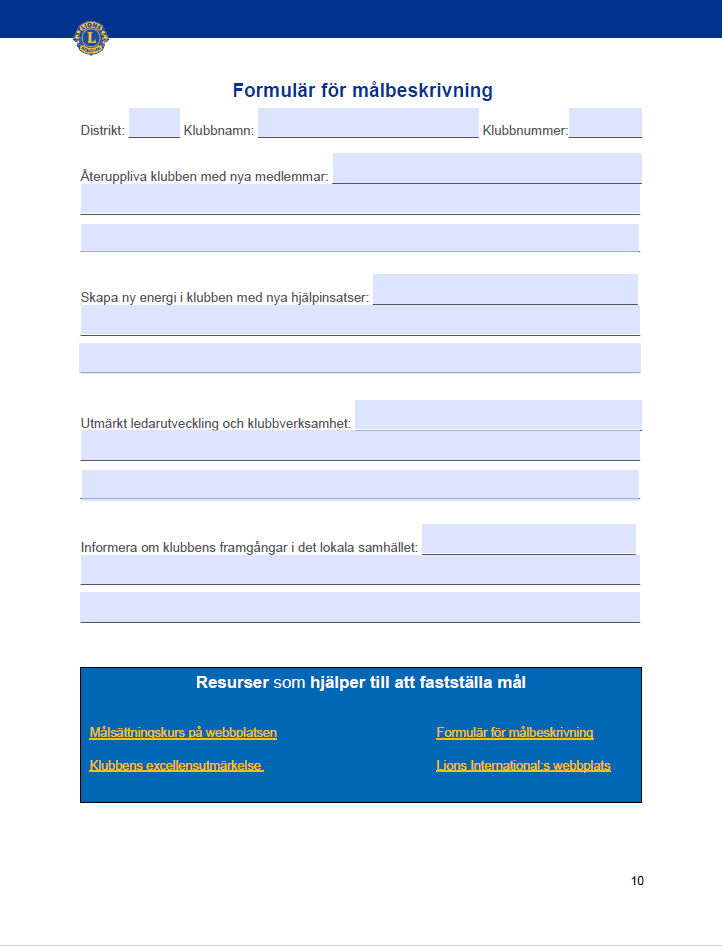 LIONS
L
Formulär för målbeskrivning
Distrikt: Klubbnamn: Klubbnummer:
Återuppliva klubben med nya medlemmar:
Skapa ny energi i klubben med nya hjälpinsatser:
Utmärkt ledarutveckling och klubbverksamhet:
Informera om klubbens framgångar i det lokala samhället:
Resurser som hjälper till att fastställa mål
Målsättningskurs på webbplatsen Formulär för målbeskrivning
Klubbens excellensutmärkelse Lions International:s webbplats
10